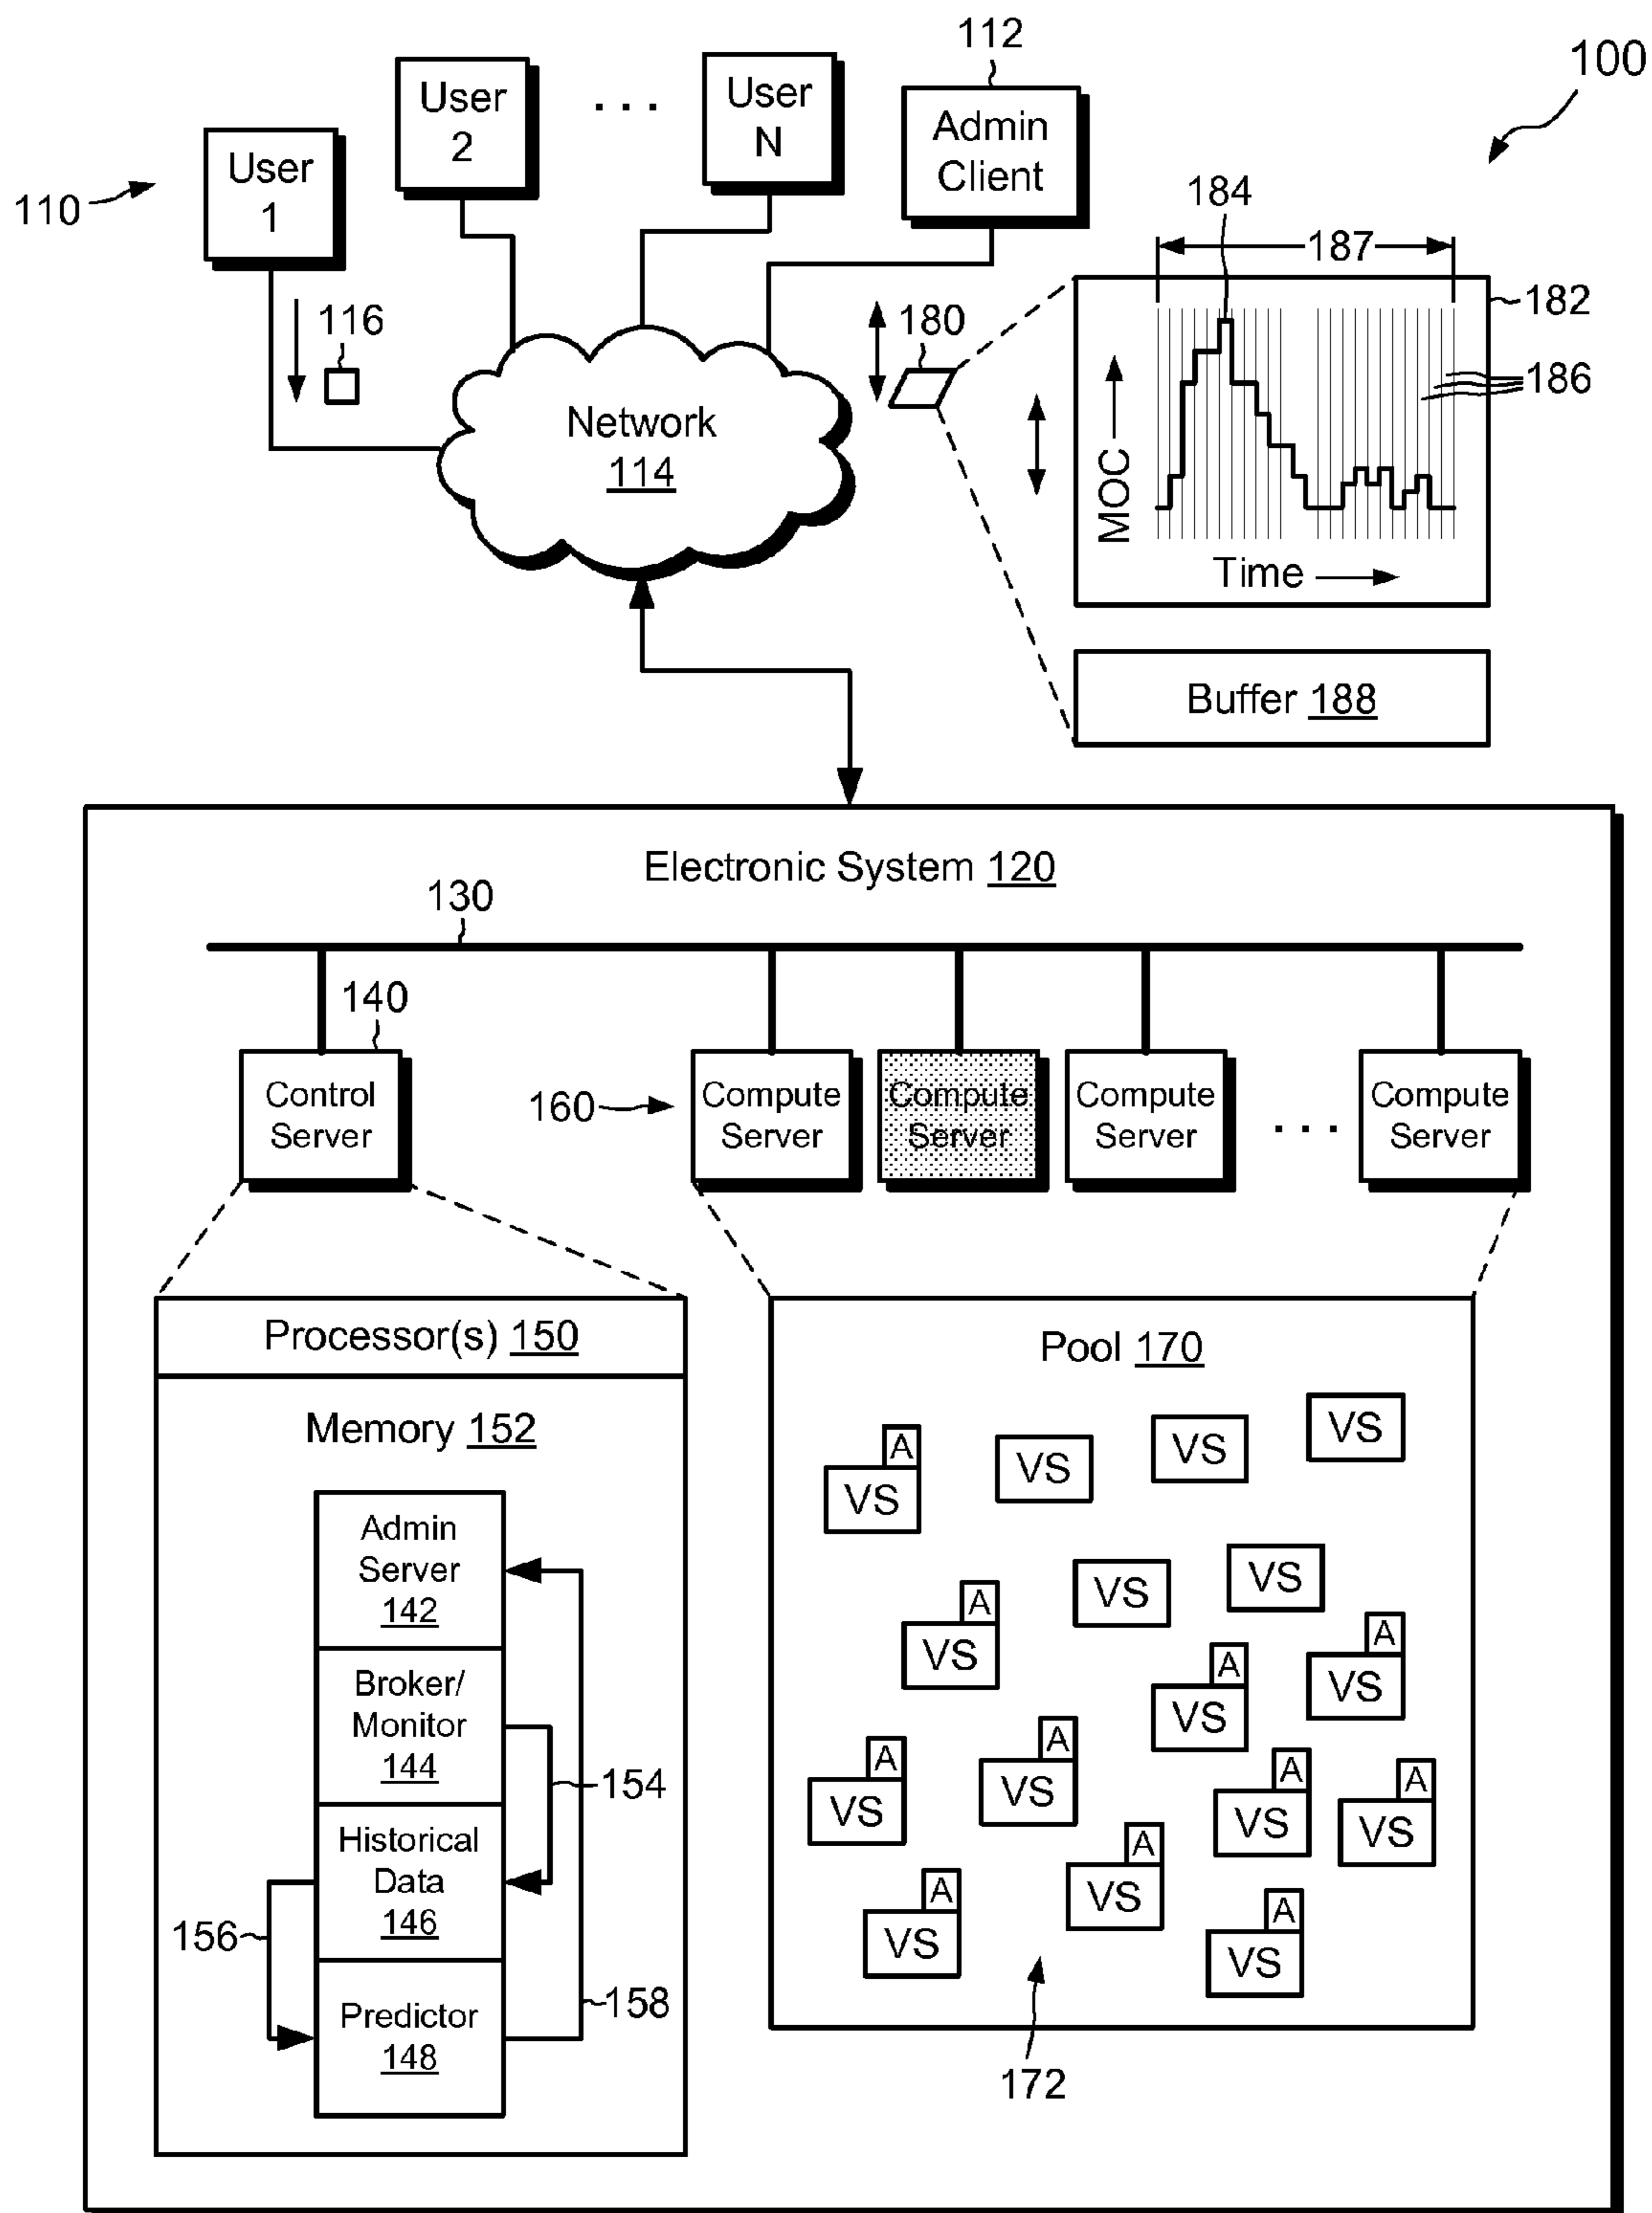 112
100
User
1
User
2
. . .
User
N
Admin
Client
110
184
187
182
116
180
186
Network
114
MOC
Time
Buffer 188
Electronic System 120
130
140
Control
Server
160
Compute
Server
Compute
Server
Compute
Server
. . .
Compute
Server
Processor(s) 150
Memory 152
Admin
Server
142
Broker/
Monitor
144
154
Historical
Data
146
156
158
Predictor
148
Pool 170
VS
A
VS
VS
VS
VS
VS
A
VS
A
VS
A
VS
A
VS
A
VS
A
VS
A
VS
A
VS
A
VS
A
VS
172